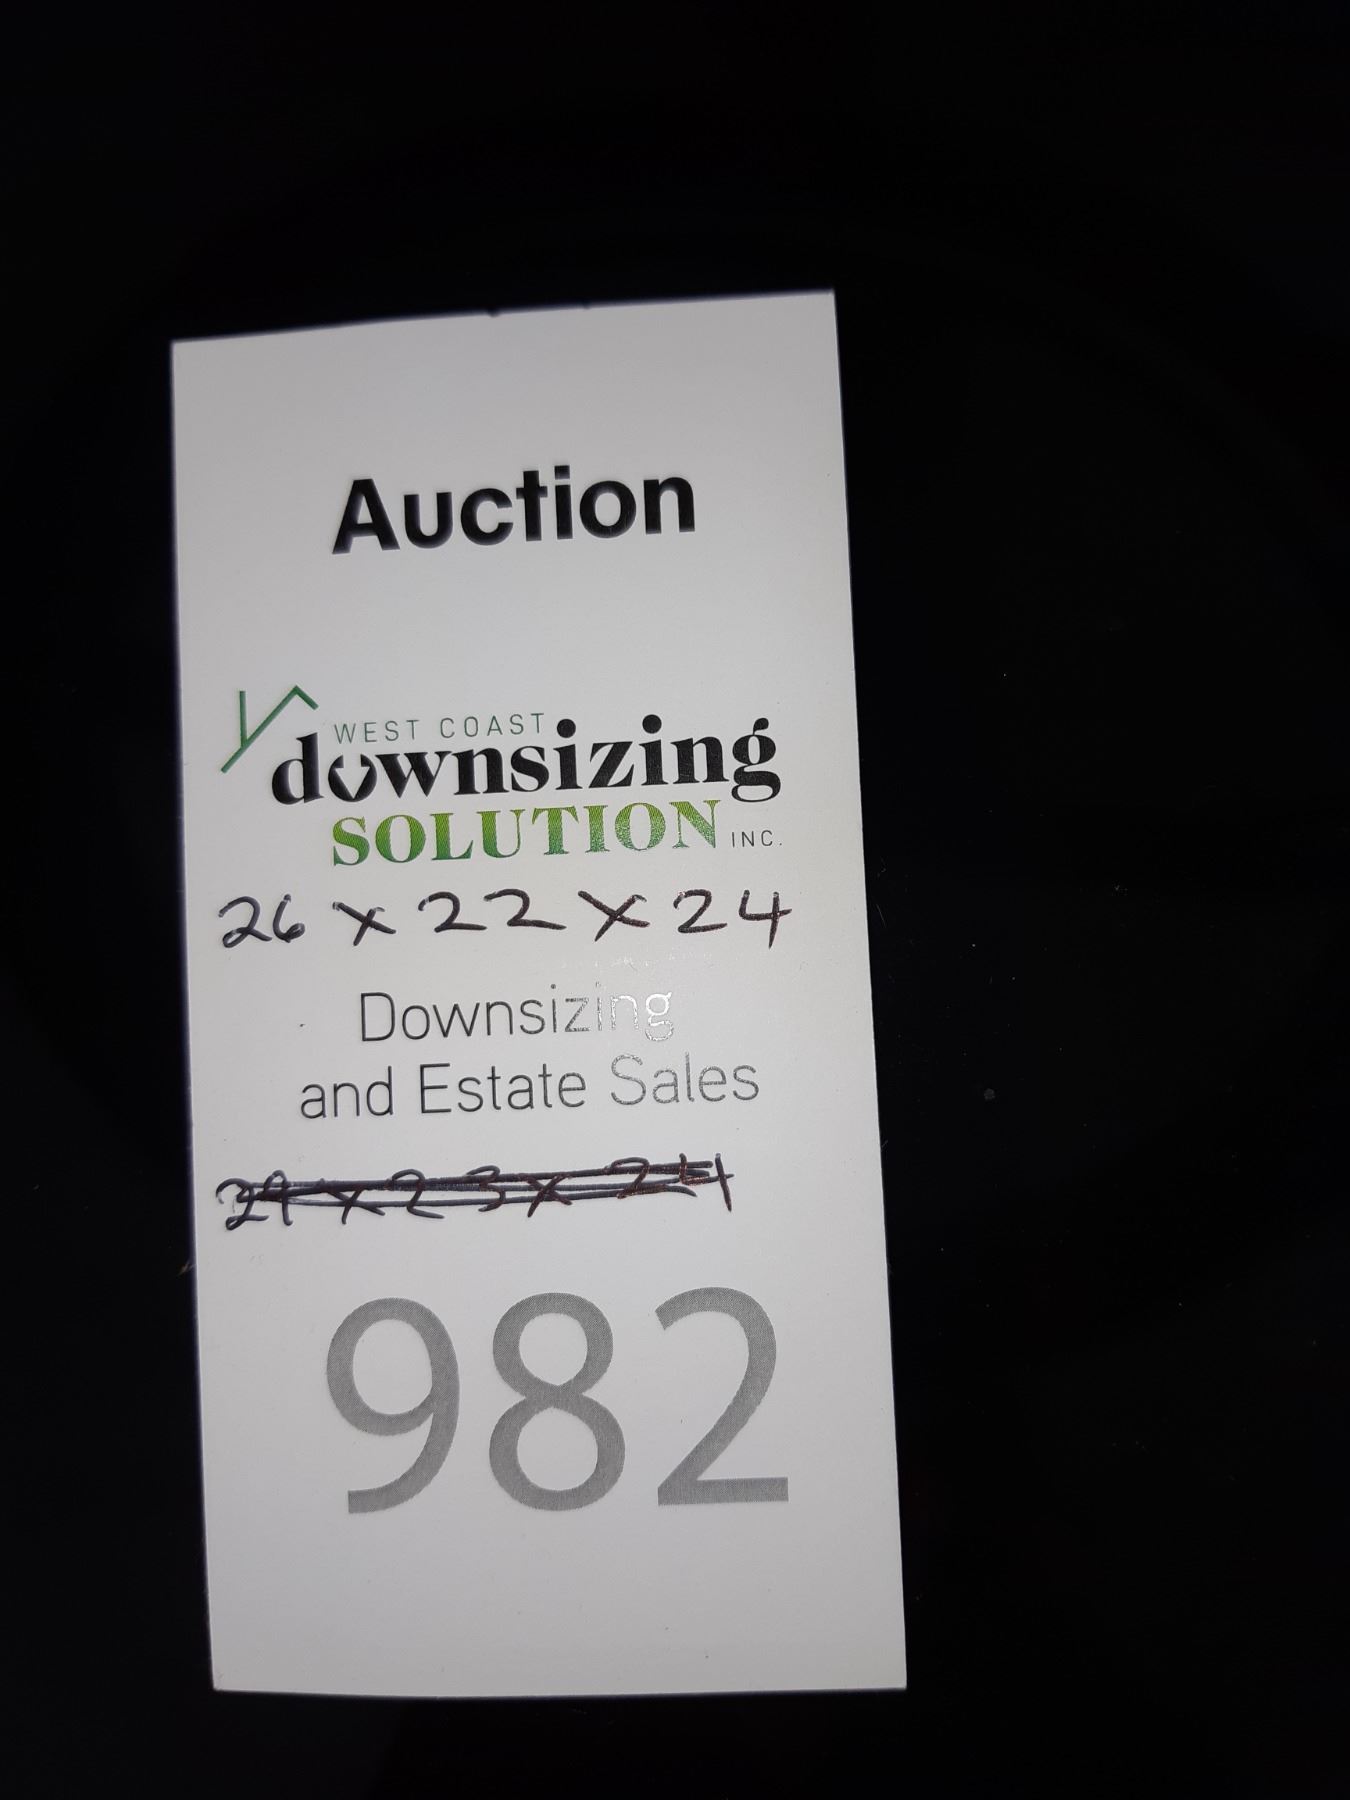 Auction
WEST COAST
downsizing
SOLUTION INC.
26 x 22 x 24
Downsizing
and Estate Sales
982